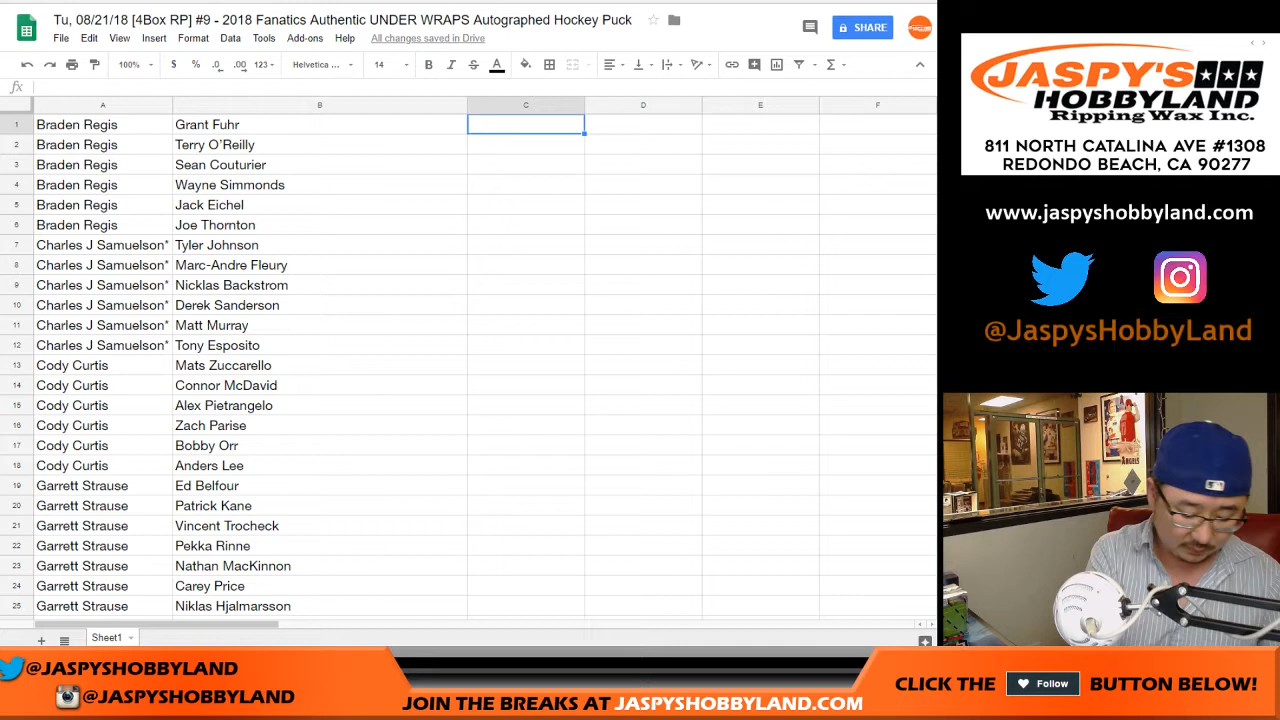 Tu, 08/21/18 [4Box RP] #9 - 2018 Fanatics Authentic UNDER WRAPS Autographed Hockey Puck
File Edit View Insert Format Data Tools Add-ons Help All changes saved in Drive
SHARE
100% $ % .0 .00 123 Helvetica ... 14 B I S A
fx
A B C D E F
1 Braden Regis Grant Fuhr
2 Braden Regis Terry O'Reilly
3 Braden Regis Sean Couturier
4 Braden Regis Wayne Simmonds
5 Braden Regis Jack Eichel
6 Braden Regis Joe Thornton
7 Charles J Samuelson* Tyler Johnson
8 Charles J Samuelson* Marc-Andre Fleury
9 Charles J Samuelson* Nicklas Backstrom
10 Charles J Samuelson* Derek Sanderson
11 Charles J Samuelson* Matt Murray
12 Charles J Samuelson* Tony Esposito
13 Cody Curtis Mats Zuccarello
14 Cody Curtis Connor McDavid
15 Cody Curtis Alex Pietrangelo
16 Cody Curtis Zach Parise
17 Cody Curtis Bobby Orr
18 Cody Curtis Anders Lee
19 Garrett Strause Ed Belfour
20 Garrett Strause Patrick Kane
21 Garrett Strause Vincent Trocheck
22 Garrett Strause Pekka Rinne
23 Garrett Strause Nathan MacKinnon
24 Garrett Strause Carey Price
25 Garrett Strause Niklas Hjalmarsson
Sheet1
JASPY'S
HOBBYLAND
Ripping Wax Inc.
811 NORTH CATALINA AVE #1308
REDONDO BEACH, CA 90277
www.jaspyshobbyland.com
@JaspysHobbyLand
ANGELS
@JASPYSHOBBYLAND
@JASPYSHOBBYLAND
JOIN THE BREAKS AT JASPYSHOBBYLAND.COM
CLICK THE Follow BUTTON BELOW!